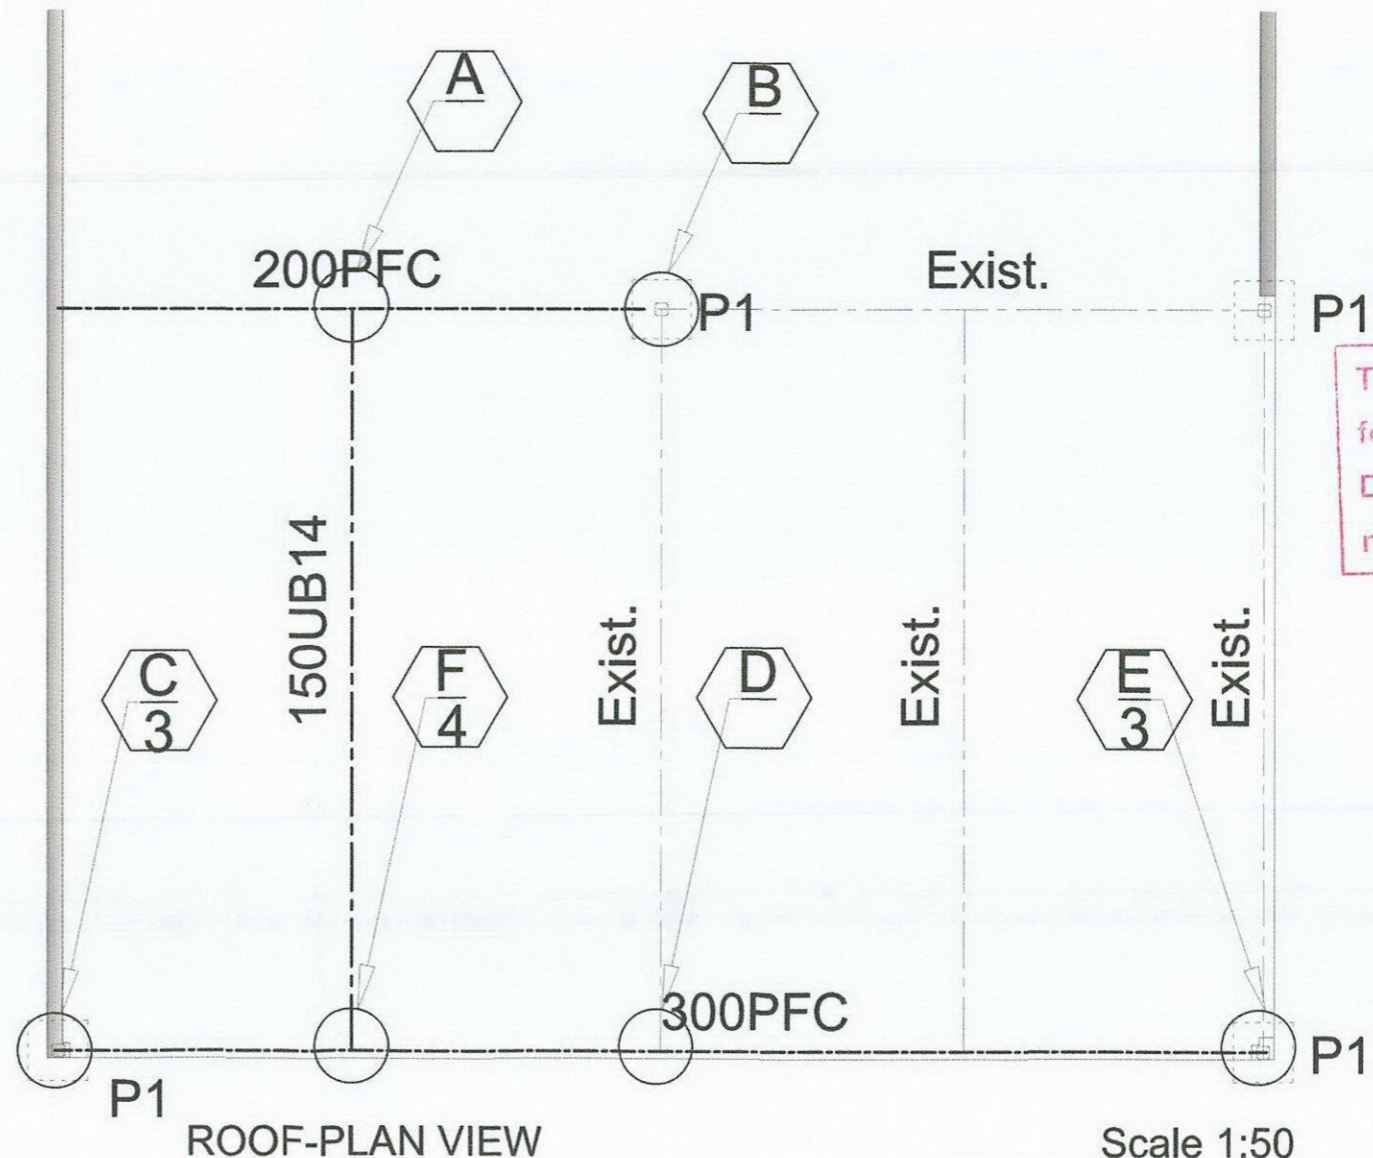 A
B
200PFC
Exist.
P1
P1
150UB14
Exist.
Exist.
Exist.
C
3
F
4
D
E
3
300PFC
P1
P1
ROOF-PLAN VIEW
Scale 1:50